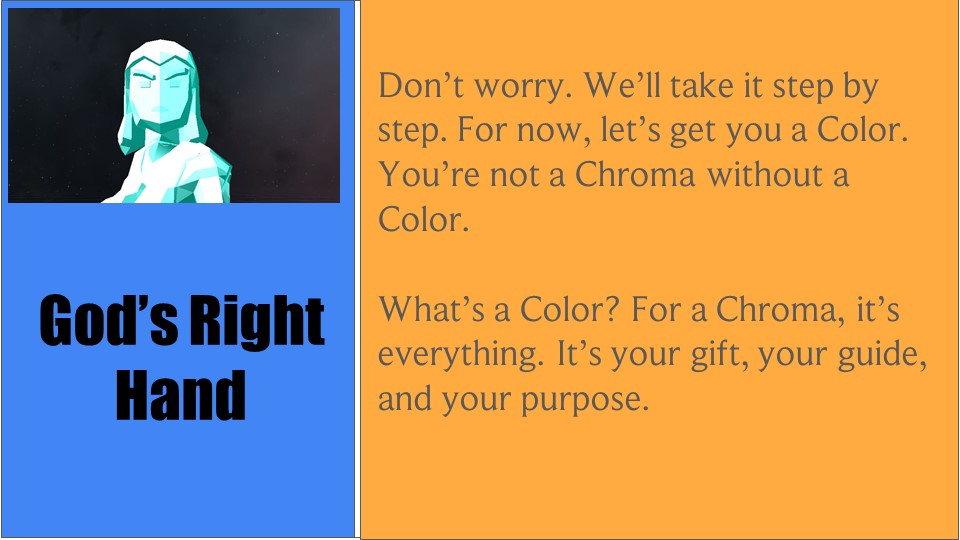 God’s Right
Hand
Don’t worry. We’ll take it step by
step. For now, let’s get you a Color.
You’re not a Chroma without a
Color.
What’s a Color? For a Chroma, it’s
everything. It’s your gift, your guide,
and your purpose.